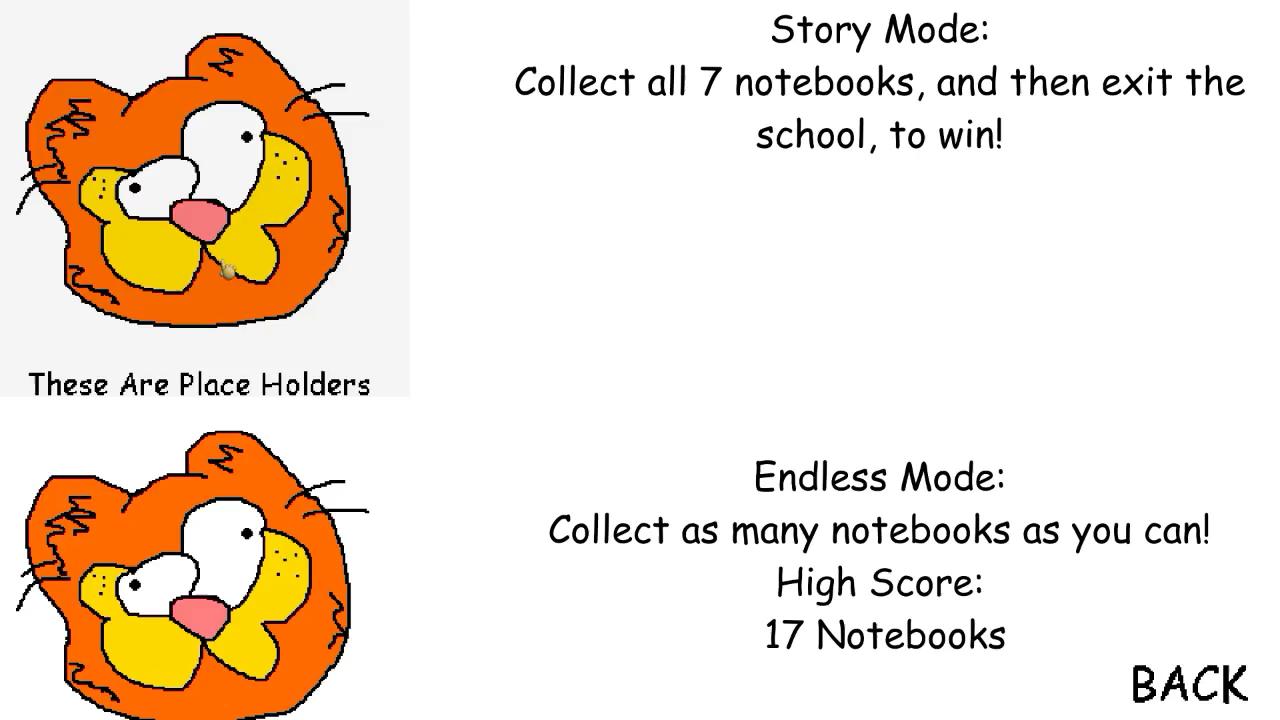 Story Mode:
Collect all 7 notebooks, and then exit the
school, to win!
These Are Place Holders
Endless Mode:
Collect as many notebooks as you can!
High Score:
17 Notebooks
BACK